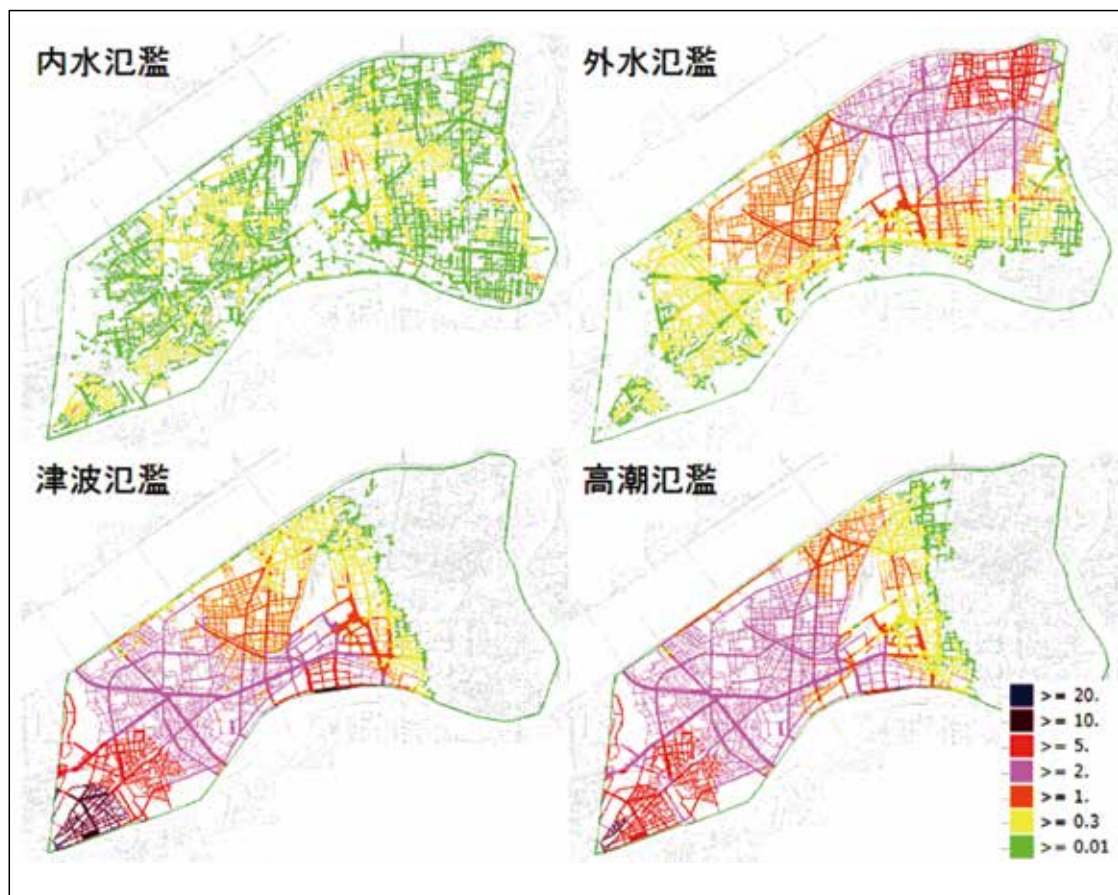 内水氾濫
外水氾濫
津波氾濫
高潮氾濫
>= 20.
>= 10.
>= 5.
>= 2.
>= 1.
>= 0.3
>= 0.01